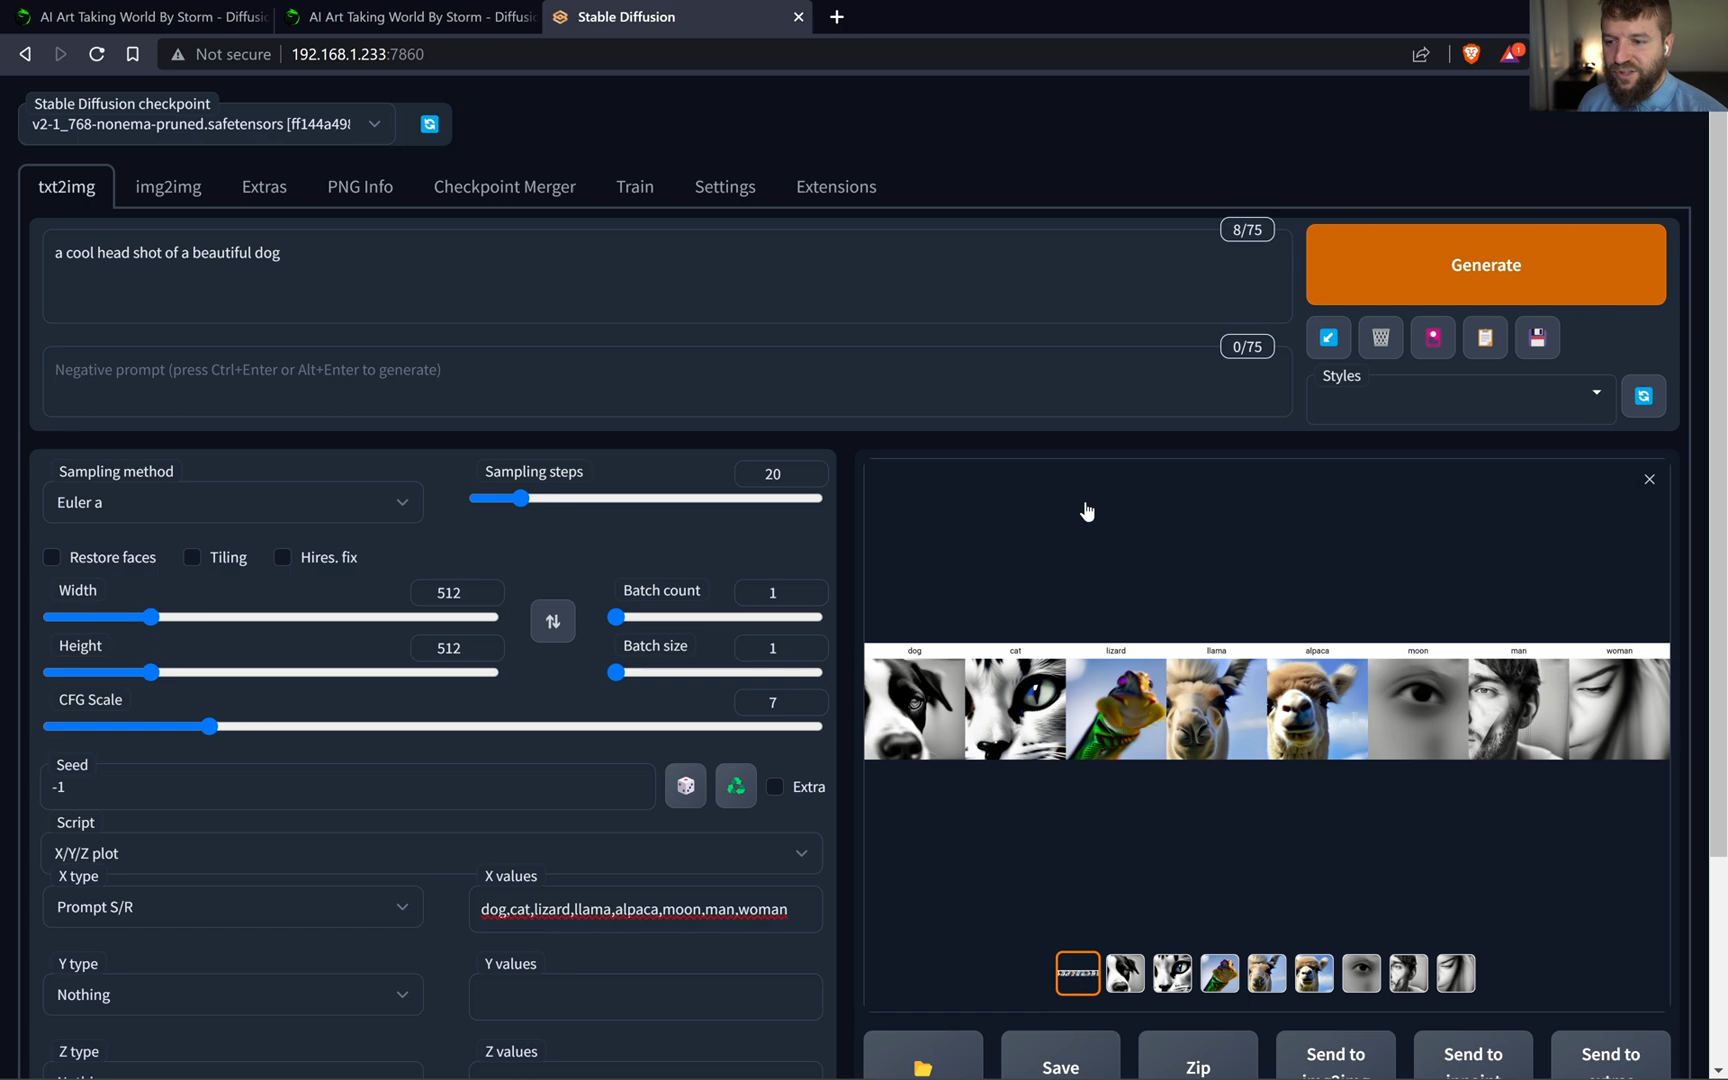 AI Art Taking World By Storm - Diffusi
AI Art Taking World By Storm - Diffusi
Stable Diffusion
Not secure
192.168.1.233:7860
1
Stable Diffusion checkpoint
v2-1_768-nonema-pruned.safetensors [ff144a49
txt2img
img2img
Extras
PNG Info
Checkpoint Merger
Train
Settings
Extensions
a cool head shot of a beautiful dog
8/75
Generate
Negative prompt (press Ctrl+Enter or Alt+Enter to generate)
0/75
Styles
Sampling method
Euler a
Sampling steps
20
Restore faces
Tiling
Hires. fix
Width
512
Batch count
1
Height
512
Batch size
1
CFG Scale
7
Seed
-1
Extra
Script
X/Y/Z plot
X type
Prompt S/R
X values
dog,cat,lizard,llama,alpaca,moon,man,woman
Y type
Nothing
Y values
Z type
Z values
dog
cat
lizard
llama
alpaca
moon
man
woman
Save
Zip
Send to
Send to
Send to